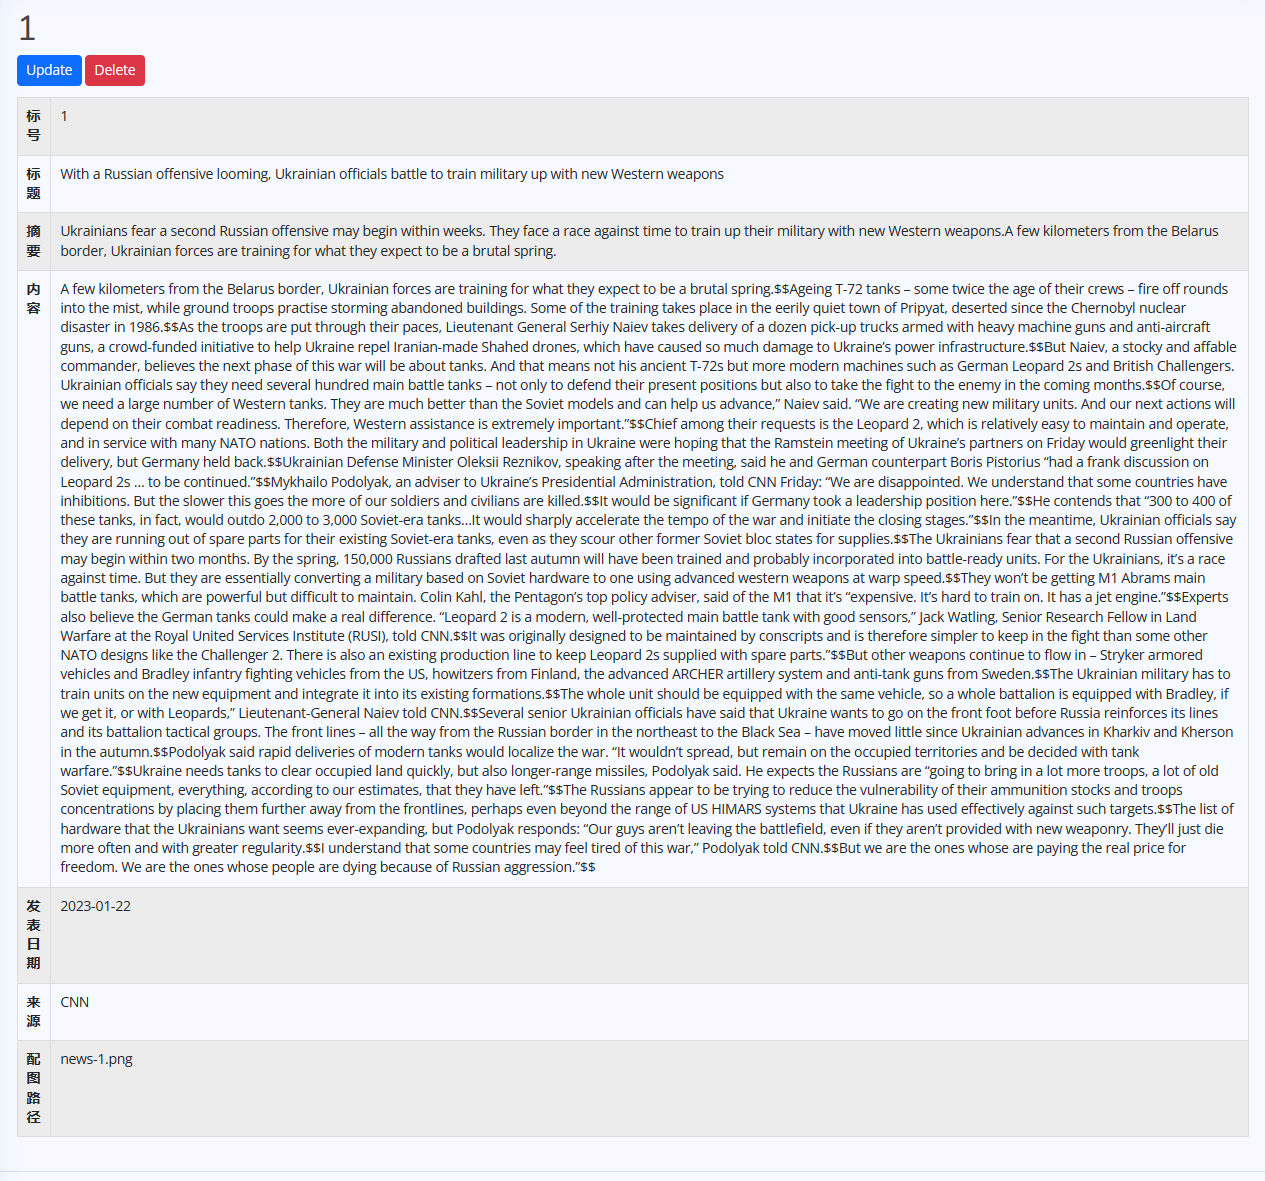 1
Update Delete
标
号
1
标
题
With a Russian offensive looming, Ukrainian officials battle to train military up with new Western weapons
摘
要
Ukrainians fear a second Russian offensive may begin within weeks. They face a race against time to train up their military with new Western weapons.A few kilometers from the Belarus
border, Ukrainian forces are training for what they expect to be a brutal spring.
内
容
A few kilometers from the Belarus border, Ukrainian forces are training for what they expect to be a brutal spring.$$Ageing T-72 tanks – some twice the age of their crews – fire off rounds
into the mist, while ground troops practise storming abandoned buildings. Some of the training takes place in the eerily quiet town of Pripyat, deserted since the Chernobyl nuclear
disaster in 1986.$$As the troops are put through their paces, Lieutenant General Serhiy Naiev takes delivery of a dozen pick-up trucks armed with heavy machine guns and anti-aircraft
guns, a crowd-funded initiative to help Ukraine repel Iranian-made Shahed drones, which have caused so much damage to Ukraine’s power infrastructure.$$But Naiev, a stocky and affable
commander, believes the next phase of this war will be about tanks. And that means not his ancient T-72s but more modern machines such as German Leopard 2s and British Challengers.
Ukrainian officials say they need several hundred main battle tanks – not only to defend their present positions but also to take the fight to the enemy in the coming months.$$Of course,
we need a large number of Western tanks. They are much better than the Soviet models and can help us advance,” Naiev said. “We are creating new military units. And our next actions will
depend on their combat readiness. Therefore, Western assistance is extremely important.”$$Chief among their requests is the Leopard 2, which is relatively easy to maintain and operate,
and in service with many NATO nations. Both the military and political leadership in Ukraine were hoping that the Ramstein meeting of Ukraine’s partners on Friday would greenlight their
delivery, but Germany held back.$$Ukrainian Defense Minister Oleksii Reznikov, speaking after the meeting, said he and German counterpart Boris Pistorius “had a frank discussion on
Leopard 2s ... to be continued.”$$Mykhailo Podolyak, an adviser to Ukraine’s Presidential Administration, told CNN Friday: “We are disappointed. We understand that some countries have
inhibitions. But the slower this goes the more of our soldiers and civilians are killed.$$It would be significant if Germany took a leadership position here.”$$He contends that “300 to 400 of
these tanks, in fact, would outdo 2,000 to 3,000 Soviet-era tanks…It would sharply accelerate the tempo of the war and initiate the closing stages.”$$In the meantime, Ukrainian officials say
they are running out of spare parts for their existing Soviet-era tanks, even as they scour other former Soviet bloc states for supplies.$$The Ukrainians fear that a second Russian offensive
may begin within two months. By the spring, 150,000 Russians drafted last autumn will have been trained and probably incorporated into battle-ready units. For the Ukrainians, it’s a race
against time. But they are essentially converting a military based on Soviet hardware to one using advanced western weapons at warp speed.$$They won’t be getting M1 Abrams main
battle tanks, which are powerful but difficult to maintain. Colin Kahl, the Pentagon’s top policy adviser, said of the M1 that it’s “expensive. It’s hard to train on. It has a jet engine.”$$Experts
also believe the German tanks could make a real difference. “Leopard 2 is a modern, well-protected main battle tank with good sensors,” Jack Watling, Senior Research Fellow in Land
Warfare at the Royal United Services Institute (RUSI), told CNN.$$It was originally designed to be maintained by conscripts and is therefore simpler to keep in the fight than some other
NATO designs like the Challenger 2. There is also an existing production line to keep Leopard 2s supplied with spare parts.”$$But other weapons continue to flow in – Stryker armored
vehicles and Bradley infantry fighting vehicles from the US, howitzers from Finland, the advanced ARCHER artillery system and anti-tank guns from Sweden.$$The Ukrainian military has to
train units on the new equipment and integrate it into its existing formations.$$The whole unit should be equipped with the same vehicle, so a whole battalion is equipped with Bradley, if
we get it, or with Leopards,” Lieutenant-General Naiev told CNN.$$Several senior Ukrainian officials have said that Ukraine wants to go on the front foot before Russia reinforces its lines
and its battalion tactical groups. The front lines – all the way from the Russian border in the northeast to the Black Sea – have moved little since Ukrainian advances in Kharkiv and Kherson
in the autumn.$$Podolyak said rapid deliveries of modern tanks would localize the war. “It wouldn’t spread, but remain on the occupied territories and be decided with tank
warfare.”$$Ukraine needs tanks to clear occupied land quickly, but also longer-range missiles, Podolyak said. He expects the Russians are “going to bring in a lot more troops, a lot of old
Soviet equipment, everything, according to our estimates, that they have left.”$$The Russians appear to be trying to reduce the vulnerability of their ammunition stocks and troops
concentrations by placing them further away from the frontlines, perhaps even beyond the range of US HIMARS systems that Ukraine has used effectively against such targets.$$The list of
hardware that the Ukrainians want seems ever-expanding, but Podolyak responds: “Our guys aren’t leaving the battlefield, even if they aren’t provided with new weaponry. They’ll just die
more often and with greater regularity.$$I understand that some countries may feel tired of this war,” Podolyak told CNN.$$But we are the ones whose are paying the real price for
freedom. We are the ones whose people are dying because of Russian aggression.”$$
发
表
日
期
2023-01-22
来
源
CNN
配
图
路
径
news-1.png